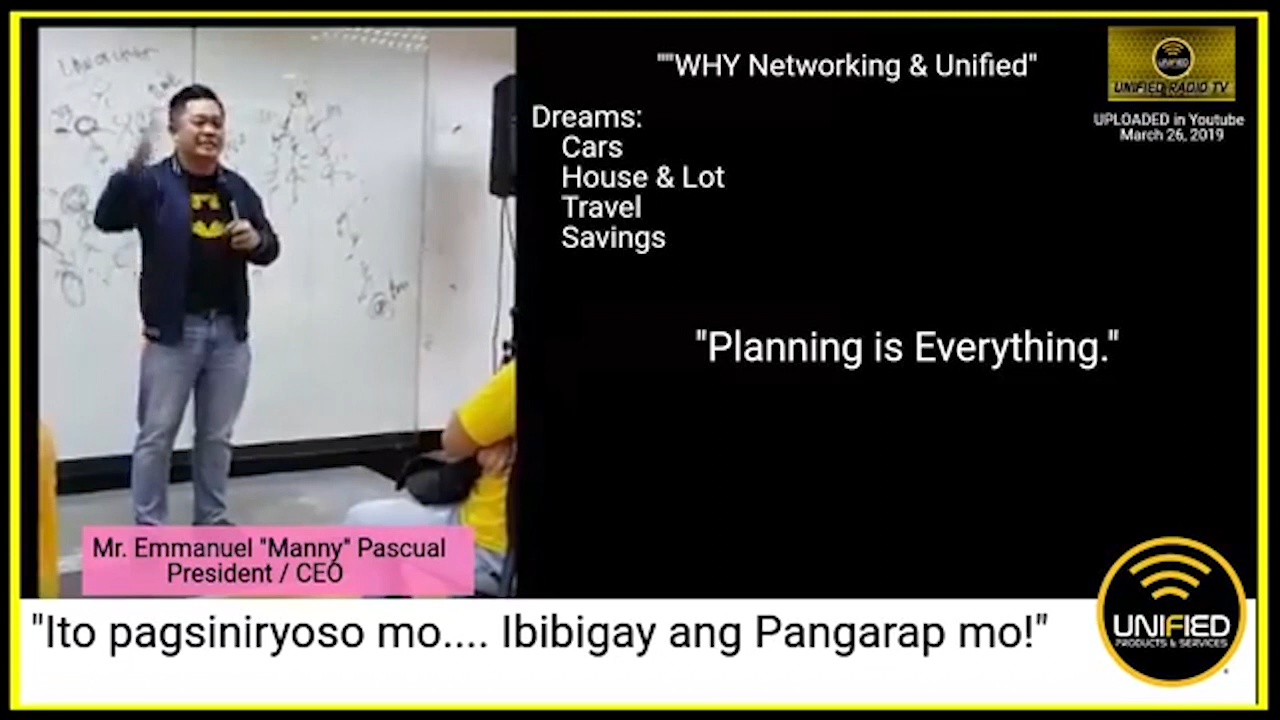 ""WHY Networking & Unified"
UNIFIED
UNIFIED RADIO TV
UPLOADED in Youtube
March 26, 2019
Dreams:
Cars
House & Lot
Travel
Savings
"Planning is Everything."
Mr. Emmanuel "Manny" Pascual
President / CEO
"Ito pagsiniryoso mo.... Ibibigay ang Pangarap mo!"
UNIFIED
PRODUCTS & SERVICES